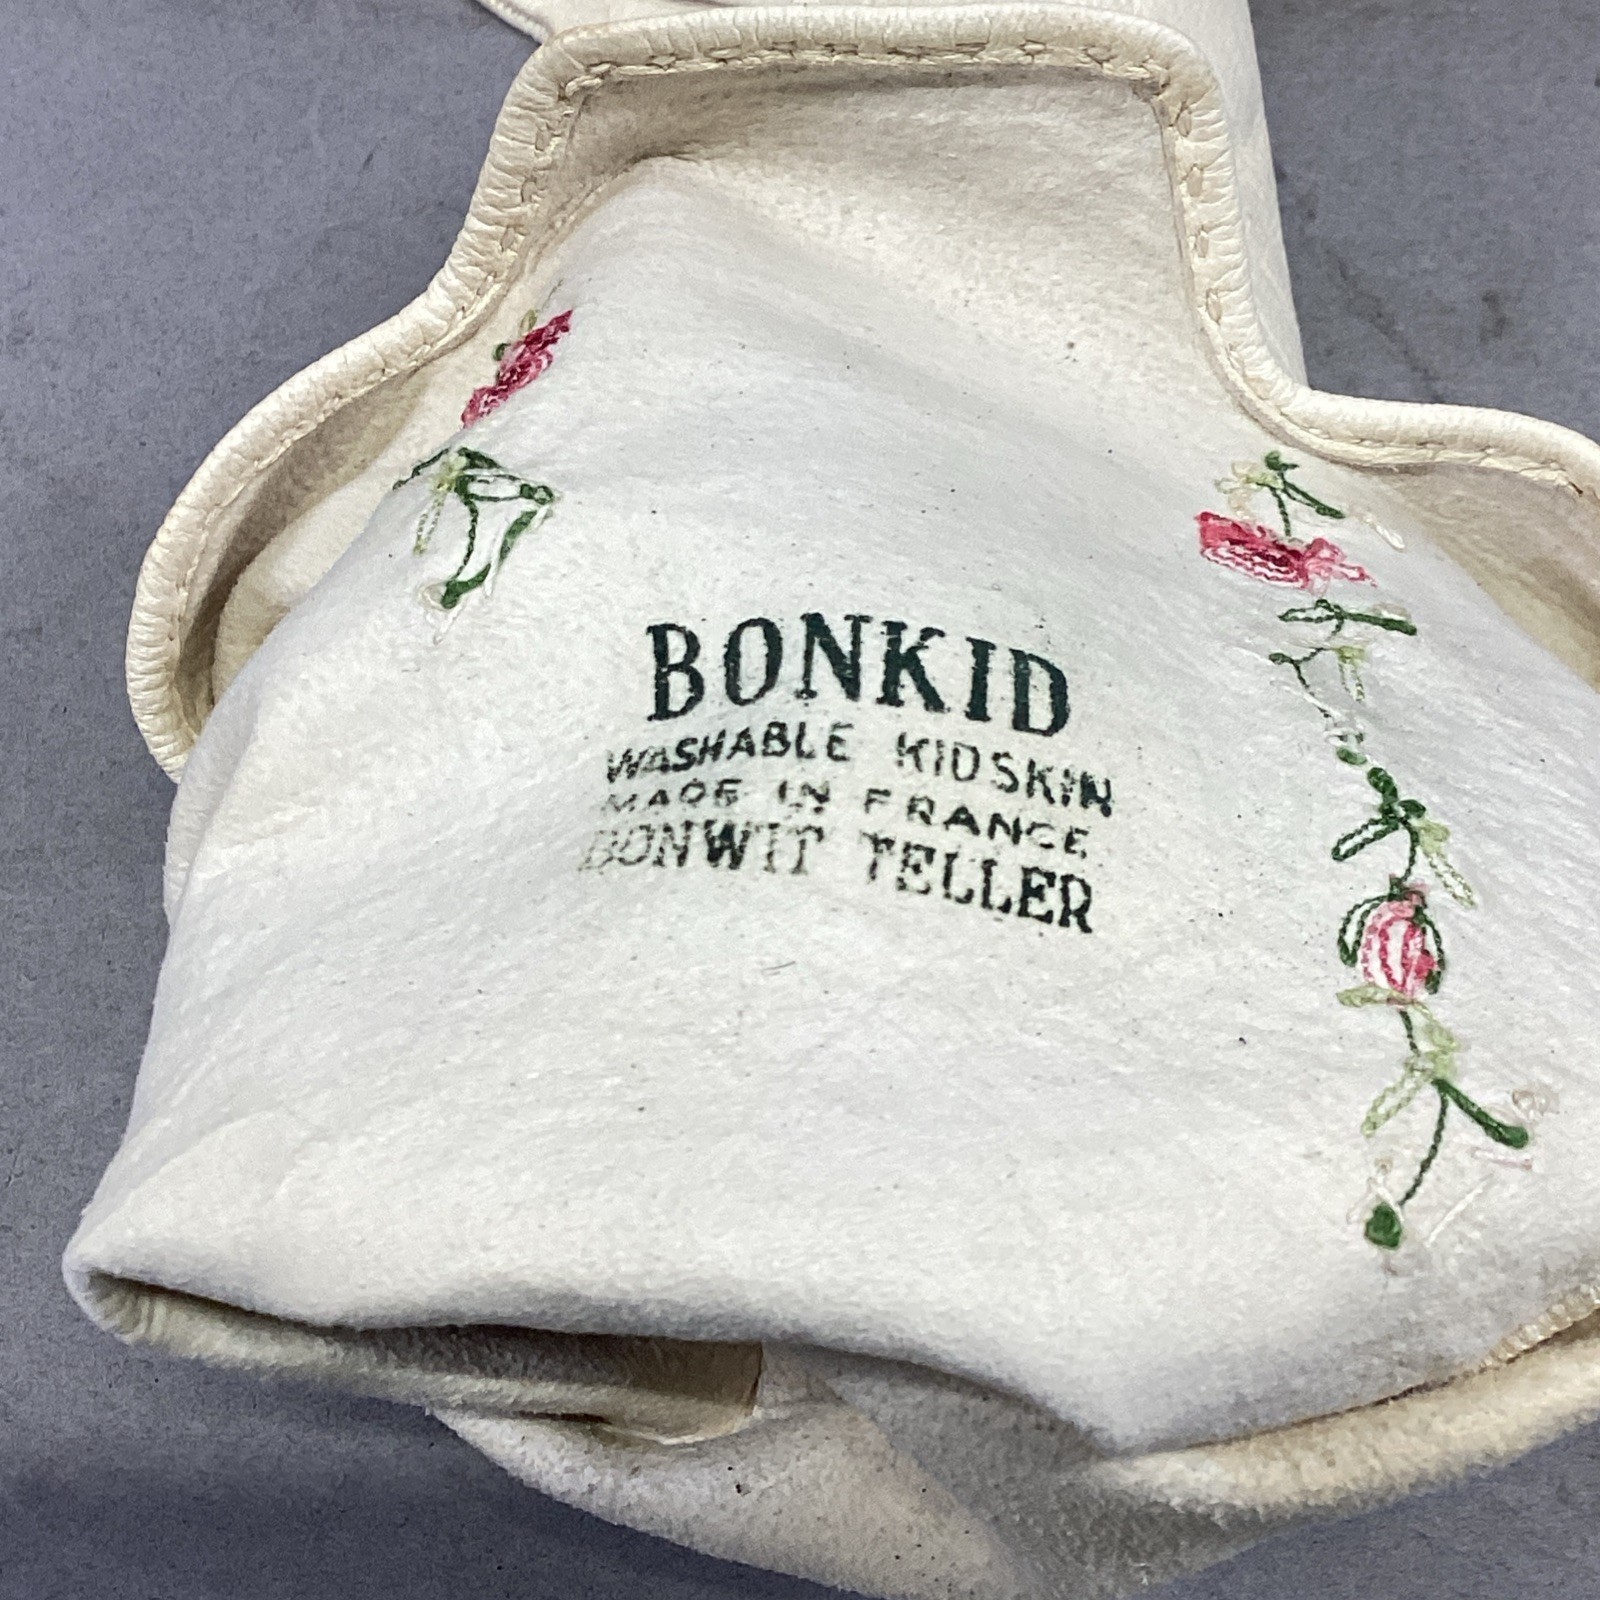 BONKID
WASHABLE KIDSKIN
MADE IN FRANCE
BONWIT TELLER